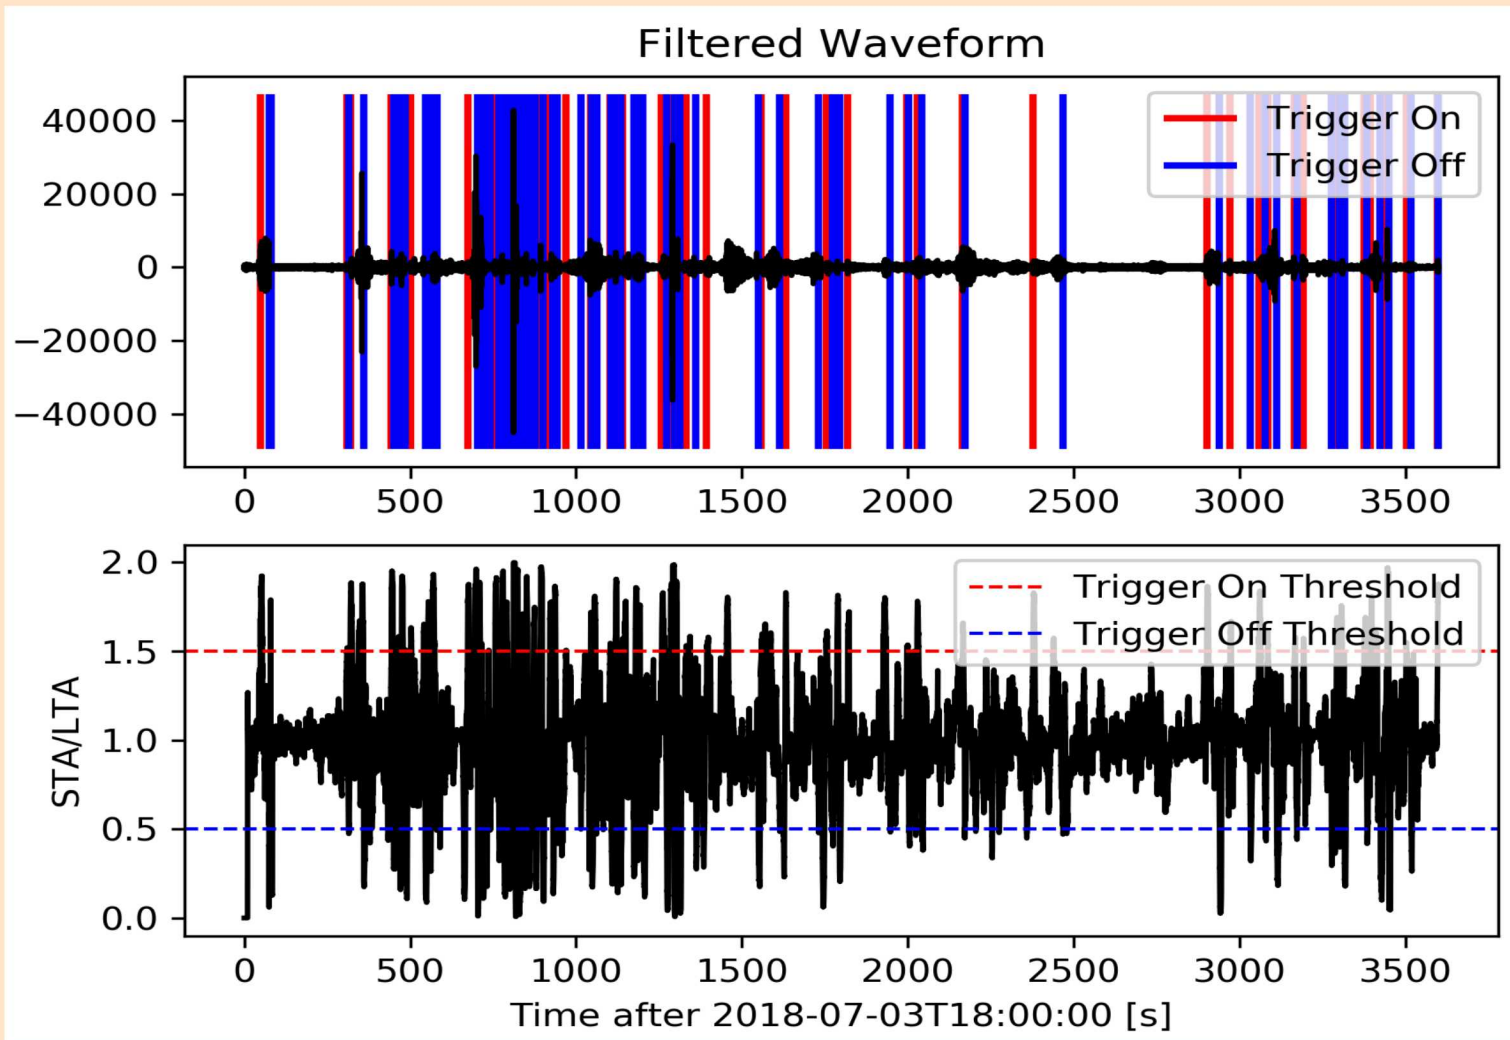 Filtered Waveform
40000
20000
0
−20000
−40000
Trigger On
Trigger Off
0 500 1000 1500 2000 2500 3000 3500
2.0
1.5
1.0
0.5
0.0
STA/LTA
Trigger On Threshold
Trigger Off Threshold
0 500 1000 1500 2000 2500 3000 3500
Time after 2018-07-03T18:00:00 [s]